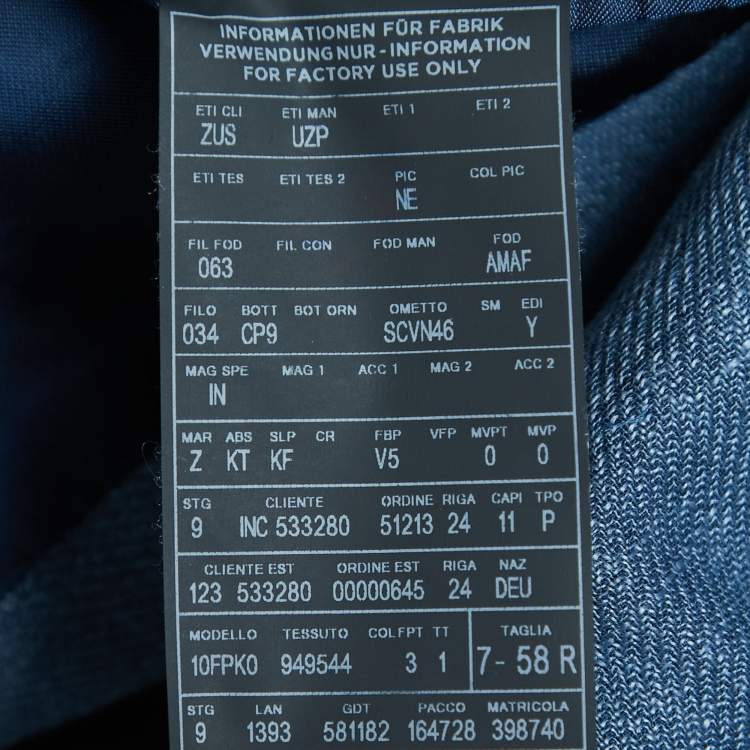 INFORMATIONEN FÜR FABRIK
VERWENDUNG NUR - INFORMATION
FOR FACTORY USE ONLY
ETI CLI ETI MAN ETI 1 ETI 2
ZUS UZP
ETI TES ETI TES 2 PIC COL PIC
NE
FIL FOD FIL CON FOD MAN FOD
063 AMAF
FILO BOTT BOT ORN OMETTO SM EDI
034 CP9 SCVN46 Y
MAG SPE MAG 1 ACC 1 MAG 2 ACC 2
IN
MAR ABS SLP CR FBP VFP MVPT MVP
Z KT KF V5 0 0
STG CLIENTE ORDINE RIGA CAPI TPO
9 INC 533280 51213 24 11 P
CLIENTE EST ORDINE EST RIGA NAZ
123 533280 00000645 24 DEU
MODELLO TESSUTO COL FPT TT TAGLIA
10FPK0 949544 3 1 7- 58 R
STG LAN GDT PACCO MATRICOLA
9 1393 581182 164728 398740